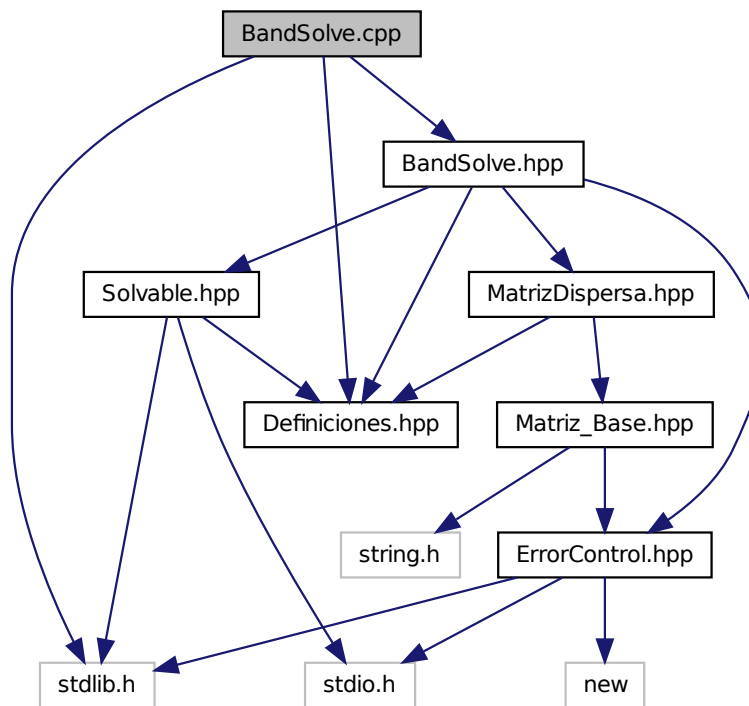 BandSolve.cpp
BandSolve.hpp
Solvable.hpp
MatrizDispersa.hpp
Definiciones.hpp
Matriz_Base.hpp
string.h
ErrorControl.hpp
stdlib.h
stdio.h
new